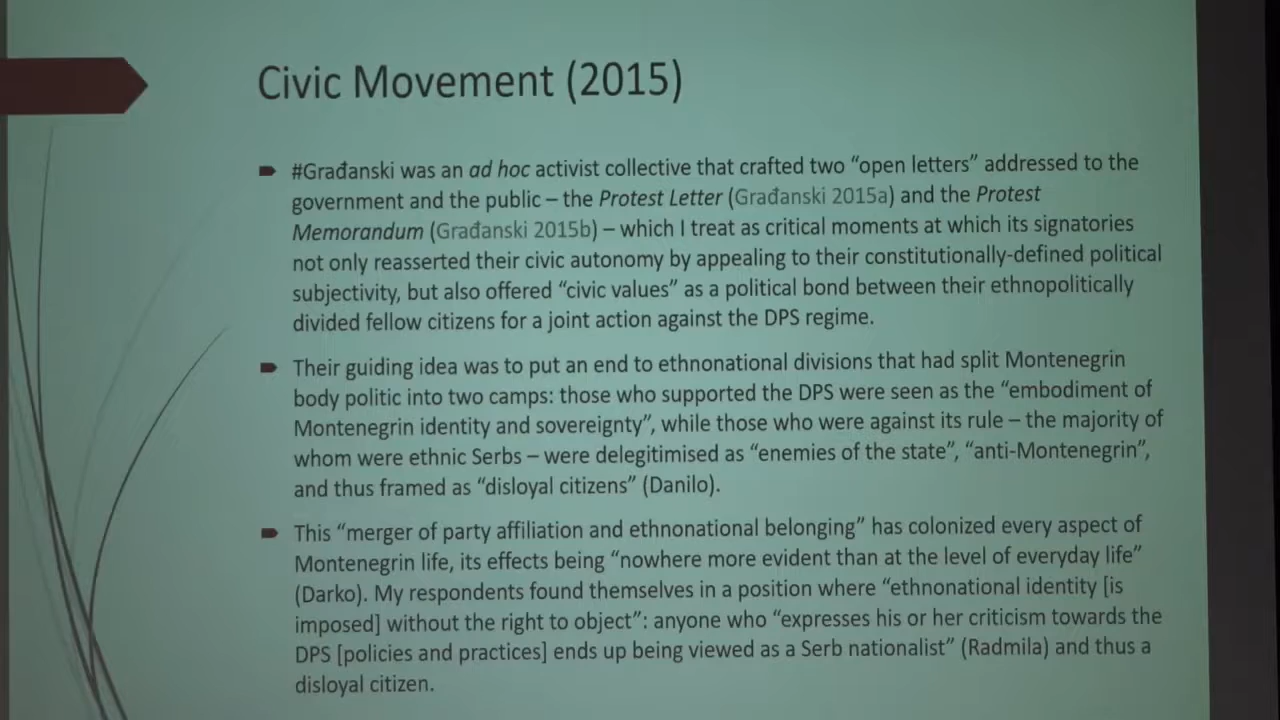 Civic Movement (2015)
#Građanski was an ad hoc activist collective that crafted two “open letters” addressed to the
government and the public – the Protest Letter (Građanski 2015a) and the Protest
Memorandum (Građanski 2015b) – which I treat as critical moments at which its signatories
not only reasserted their civic autonomy by appealing to their constitutionally-defined political
subjectivity, but also offered “civic values” as a political bond between their ethnopolitically
divided fellow citizens for a joint action against the DPS regime.
Their guiding idea was to put an end to ethnonational divisions that had split Montenegrin
body politic into two camps: those who supported the DPS were seen as the “embodiment of
Montenegrin identity and sovereignty”, while those who were against its rule – the majority of
whom were ethnic Serbs – were delegitimised as “enemies of the state”, “anti-Montenegrin”,
and thus framed as “disloyal citizens” (Danilo).
This “merger of party affiliation and ethnonational belonging” has colonized every aspect of
Montenegrin life, its effects being “nowhere more evident than at the level of everyday life”
(Darko). My respondents found themselves in a position where “ethnonational identity [is
imposed] without the right to object”: anyone who “expresses his or her criticism towards the
DPS [policies and practices] ends up being viewed as a Serb nationalist” (Radmila) and thus a
disloyal citizen.